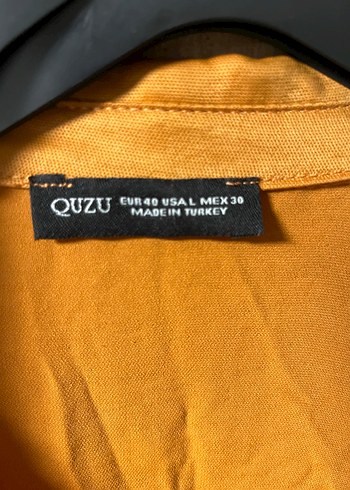 QUZU EUR 40 USA L MEX 30
MADE IN TURKEY